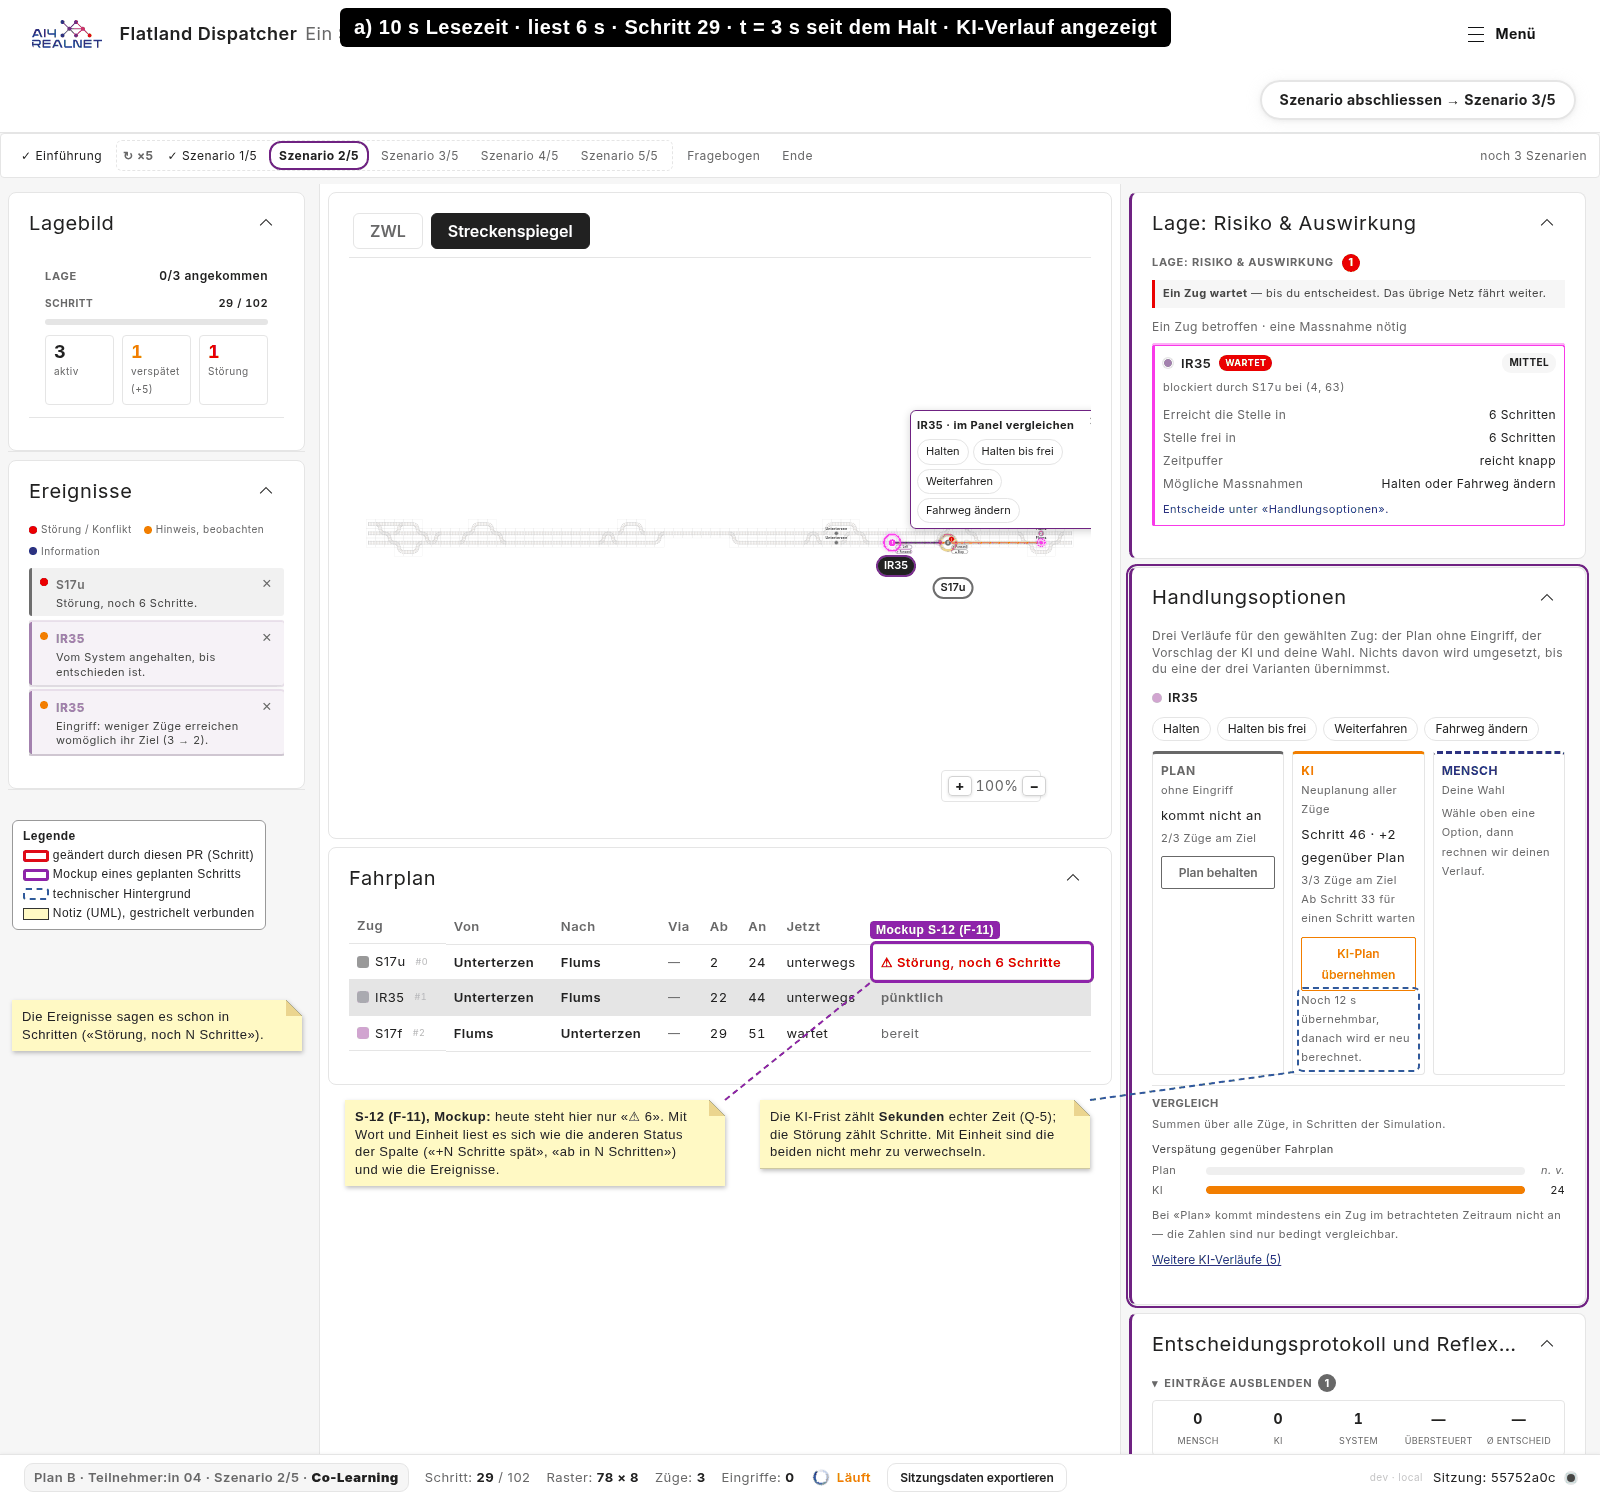 AI4
REALNET
Flatland Dispatcher Ein
a) 10 s Lesezeit · liest 6 s · Schritt 29 · t = 3 s seit dem Halt · KI-Verlauf angezeigt
Menü
Szenario abschliessen → Szenario 3/5
✓ Einführung
↻ ×5
✓ Szenario 1/5
Szenario 2/5
Szenario 3/5
Szenario 4/5
Szenario 5/5
Fragebogen
Ende
noch 3 Szenarien
Lagebild
LAGE 0/3 angekommen
SCHRITT 29 / 102
3
aktiv
1
verspätet
(+5)
1
Störung
Ereignisse
Störung / Konflikt
Hinweis, beobachten
Information
S17u ×
Störung, noch 6 Schritte.
IR35 ×
Vom System angehalten, bis
entschieden ist.
IR35 ×
Eingriff: weniger Züge erreichen
womöglich ihr Ziel (3 → 2).
Legende
geändert durch diesen PR (Schritt)
Mockup eines geplanten Schritts
technischer Hintergrund
Notiz (UML), gestrichelt verbunden
Die Ereignisse sagen es schon in
Schritten («Störung, noch N Schritte»).
ZWL
Streckenspiegel
IR35 · im Panel vergleichen
Halten
Halten bis frei
Weiterfahren
Fahrweg ändern
Unterterzen
Unterterzen
IR35
S17u
+ 100% −
Fahrplan
Zug Von Nach Via Ab An Jetzt
Mockup S-12 (F-11)
S17u #0 Unterterzen Flums — 2 24 unterwegs ⚠ Störung, noch 6 Schritte
IR35 #1 Unterterzen Flums — 22 44 unterwegs pünktlich
S17f #2 Flums Unterterzen — 29 51 wartet bereit
S-12 (F-11), Mockup: heute steht hier nur «⚠ 6». Mit
Wort und Einheit liest es sich wie die anderen Status
der Spalte («+N Schritte spät», «ab in N Schritten»)
und wie die Ereignisse.
Die KI-Frist zählt Sekunden echter Zeit (Q-5);
die Störung zählt Schritte. Mit Einheit sind die
beiden nicht mehr zu verwechseln.
Lage: Risiko & Auswirkung
LAGE: RISIKO & AUSWIRKUNG 1
Ein Zug wartet — bis du entscheidest. Das übrige Netz fährt weiter.
Ein Zug betroffen · eine Massnahme nötig
IR35 WARTET MITTEL
blockiert durch S17u bei (4, 63)
Erreicht die Stelle in 6 Schritten
Stelle frei in 6 Schritten
Zeitpuffer reicht knapp
Mögliche Massnahmen Halten oder Fahrweg ändern
Entscheide unter «Handlungsoptionen».
Handlungsoptionen
Drei Verläufe für den gewählten Zug: der Plan ohne Eingriff, der
Vorschlag der KI und deine Wahl. Nichts davon wird umgesetzt, bis
du eine der drei Varianten übernimmst.
IR35
Halten
Halten bis frei
Weiterfahren
Fahrweg ändern
PLAN
ohne Eingriff
kommt nicht an
2/3 Züge am Ziel
Plan behalten
KI
Neuplanung aller
Züge
Schritt 46 · +2
gegenüber Plan
3/3 Züge am Ziel
Ab Schritt 33 für
einen Schritt warten
KI-Plan
übernehmen
Noch 12 s
übernehmbar,
danach wird er neu
berechnet.
MENSCH
Deine Wahl
Wähle oben eine
Option, dann
rechnen wir deinen
Verlauf.
VERGLEICH
Summen über alle Züge, in Schritten der Simulation.
Verspätung gegenüber Fahrplan
Plan n. v.
KI 24
Bei «Plan» kommt mindestens ein Zug im betrachteten Zeitraum nicht an
— die Zahlen sind nur bedingt vergleichbar.
Weitere KI-Verläufe (5)
Entscheidungsprotokoll und Reflex...
▾ EINTRÄGE AUSBLENDEN 1
0 0 1 — —
MENSCH KI SYSTEM ÜBERSTEUERT Ø ENTSCHEID
Plan B · Teilnehmer:in 04 · Szenario 2/5 · Co-Learning
Schritt: 29 / 102
Raster: 78 × 8
Züge: 3
Eingriffe: 0
Läuft
Sitzungsdaten exportieren
dev · local
Sitzung: 55752a0c